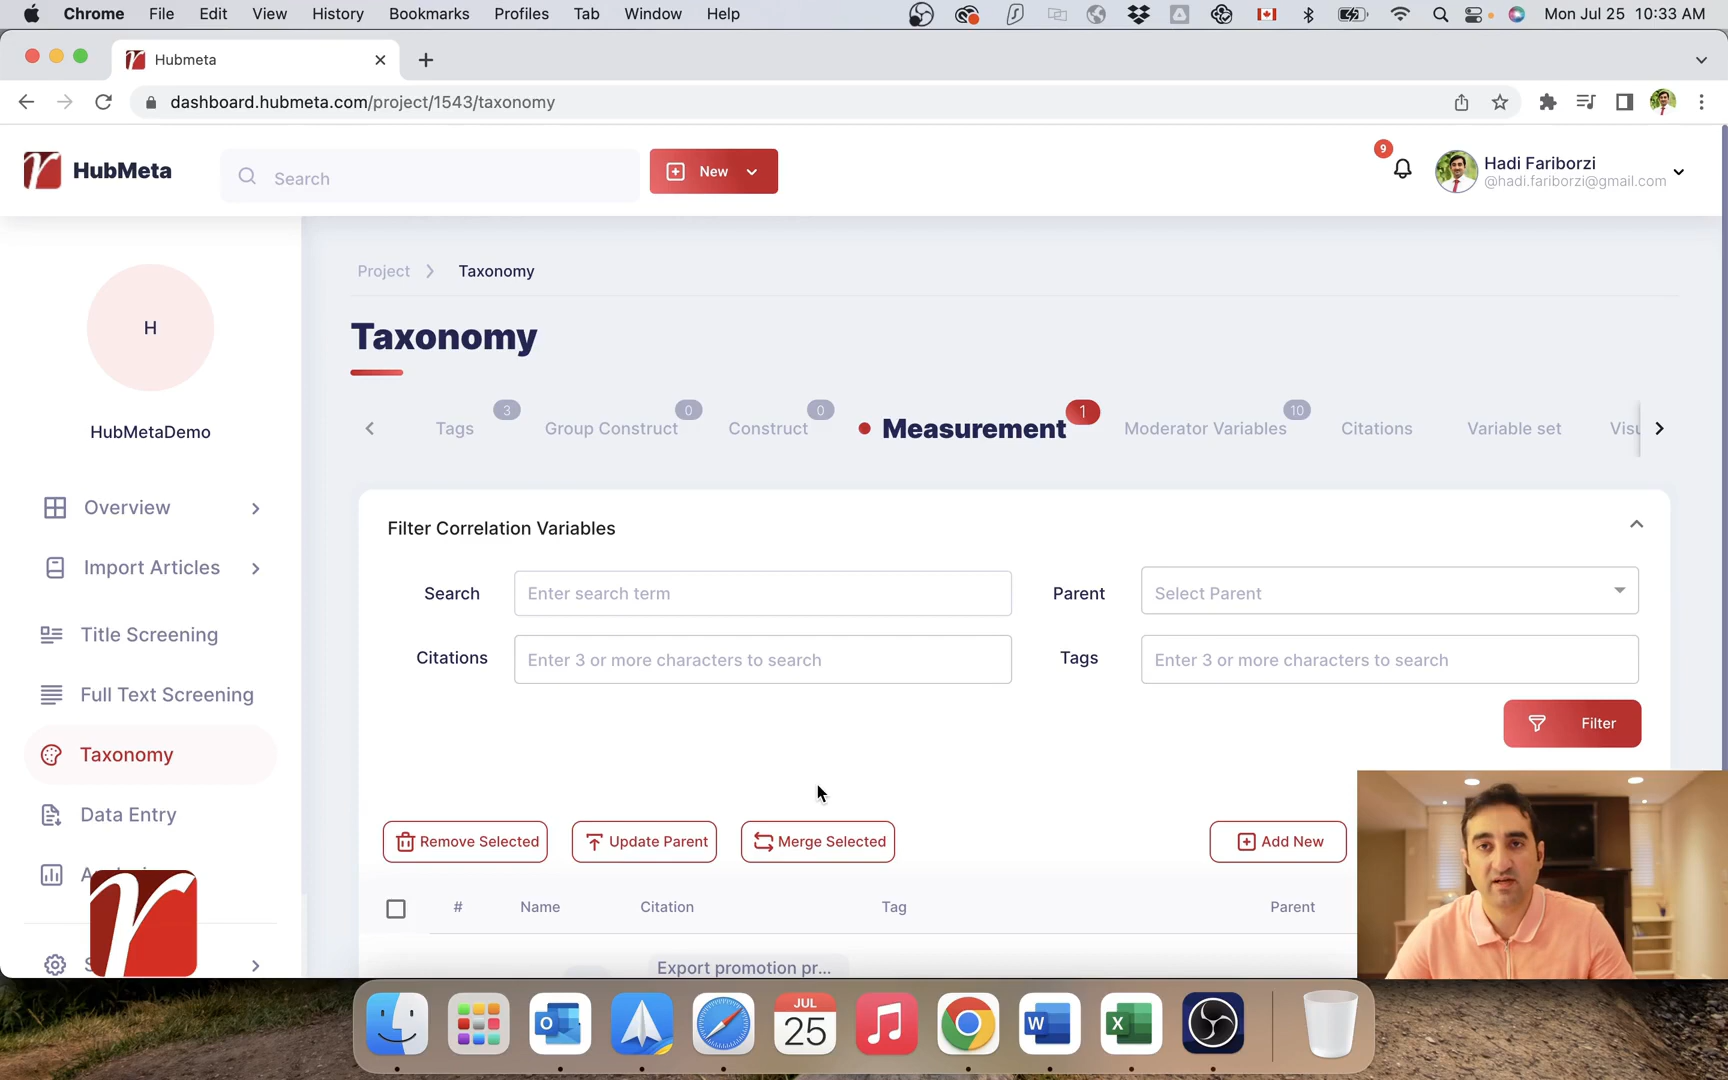 Chrome File Edit View History Bookmarks Profiles Tab Window Help Mon Jul 25 10:33 AM
Hubmeta
dashboard.hubmeta.com/project/1543/taxonomy
HubMeta
Search
New
9
Hadi Fariborzi
@hadi.fariborzi@gmail.com
H
HubMetaDemo
Overview
Import Articles
Title Screening
Full Text Screening
Taxonomy
Data Entry
Project Taxonomy
Taxonomy
Tags 3
Group Construct 0
Construct 0
Measurement 1
Moderator Variables 10
Citations
Variable set
Filter Correlation Variables
Search Enter search term
Parent Select Parent
Citations Enter 3 or more characters to search
Tags Enter 3 or more characters to search
Filter
Remove Selected
Update Parent
Merge Selected
Add New
# Name Citation Tag Parent
Export promotion pr...
JUL
25